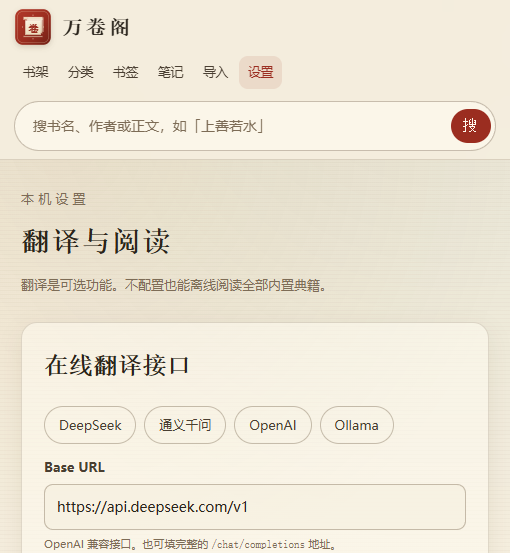 卷
万卷阁
书架 分类 书签 笔记 导入 设置
搜书名、作者或正文，如「上善若水」 搜
本机设置
翻译与阅读
翻译是可选功能。不配置也能离线阅读全部内置典籍。
在线翻译接口
DeepSeek 通义千问 OpenAI Ollama
Base URL
https://api.deepseek.com/v1
OpenAI 兼容接口。也可填完整的 /chat/completions 地址。